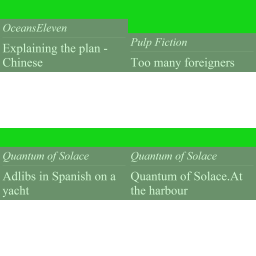 OceansEleven
Explaining the plan -
Chinese
Pulp Fiction
Too many foreigners
Quantum of Solace
Adlibs in Spanish on a
yacht
Quantum of Solace
Quantum of Solace.At
the harbour